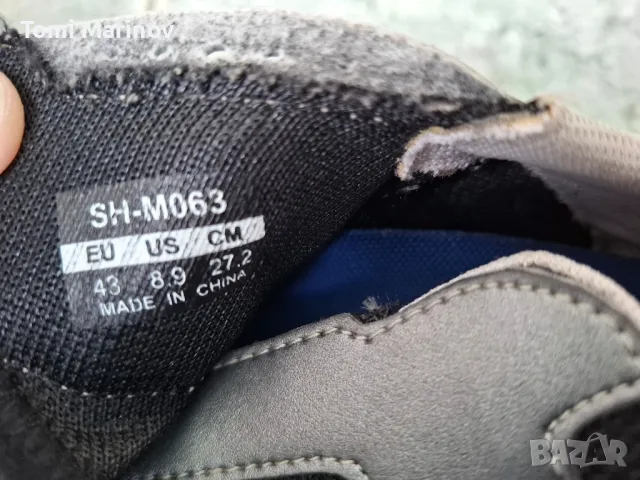 Tomi Marinov
SH-M063
EU US CM
43 8.9 27.2
MADE IN CHINA
BAZAR